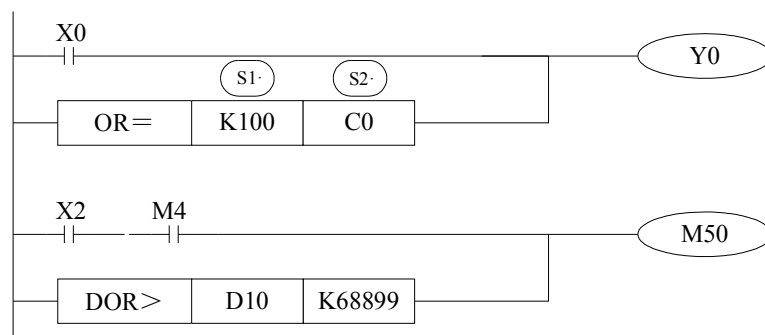 X0
Y0
S1· S2·
OR= K100 C0
X2 M4
M50
DOR> D10 K68899